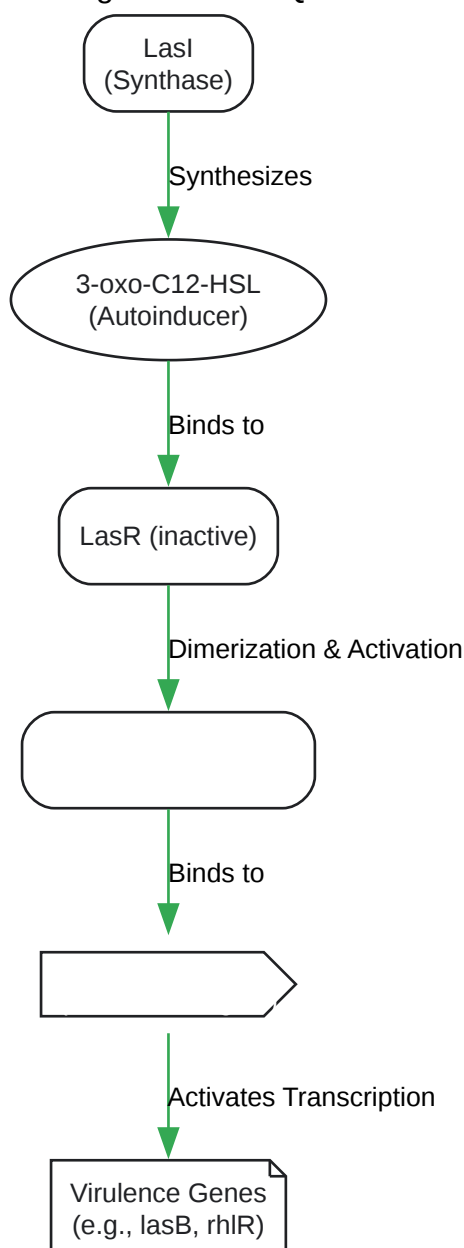 LasI
(Synthase)
Synthesizes
3-oxo-C12-HSL
(Autoinducer)
Binds to
LasR (inactive)
Dimerization & Activation
Binds to
Activates Transcription
Virulence Genes
(e.g., lasB, rhlR)